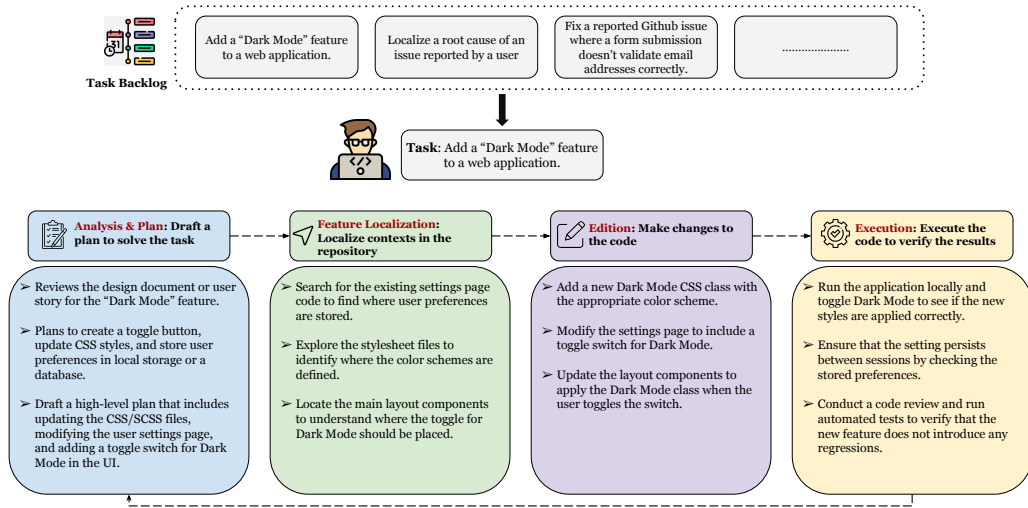 Task Backlog
31
Add a “Dark Mode” feature
to a web application.
Localize a root cause of an
issue reported by a user
Fix a reported Github issue
where a form submission
doesn’t validate email
addresses correctly.
.....................
</>
Task: Add a “Dark Mode” feature
to a web application.
Analysis & Plan: Draft a
plan to solve the task
➢ Reviews the design document or user
story for the “Dark Mode” feature.
➢ Plans to create a toggle button,
update CSS styles, and store user
preferences in local storage or a
database.
➢ Draft a high-level plan that includes
updating the CSS/SCSS files,
modifying the user settings page,
and adding a toggle switch for Dark
Mode in the UI.
Feature Localization:
Localize contexts in the
repository
➢ Search for the existing settings page
code to find where user preferences
are stored.
➢ Explore the stylesheet files to
identify where the color schemes are
defined.
➢ Locate the main layout components
to understand where the toggle for
Dark Mode should be placed.
Edition: Make changes to
the code
➢ Add a new Dark Mode CSS class with
the appropriate color scheme.
➢ Modify the settings page to include a
toggle switch for Dark Mode.
➢ Update the layout components to
apply the Dark Mode class when the
user toggles the switch.
Execution: Execute the
code to verify the results
➢ Run the application locally and
toggle Dark Mode to see if the new
styles are applied correctly.
➢ Ensure that the setting persists
between sessions by checking the
stored preferences.
➢ Conduct a code review and run
automated tests to verify that the
new feature does not introduce any
regressions.